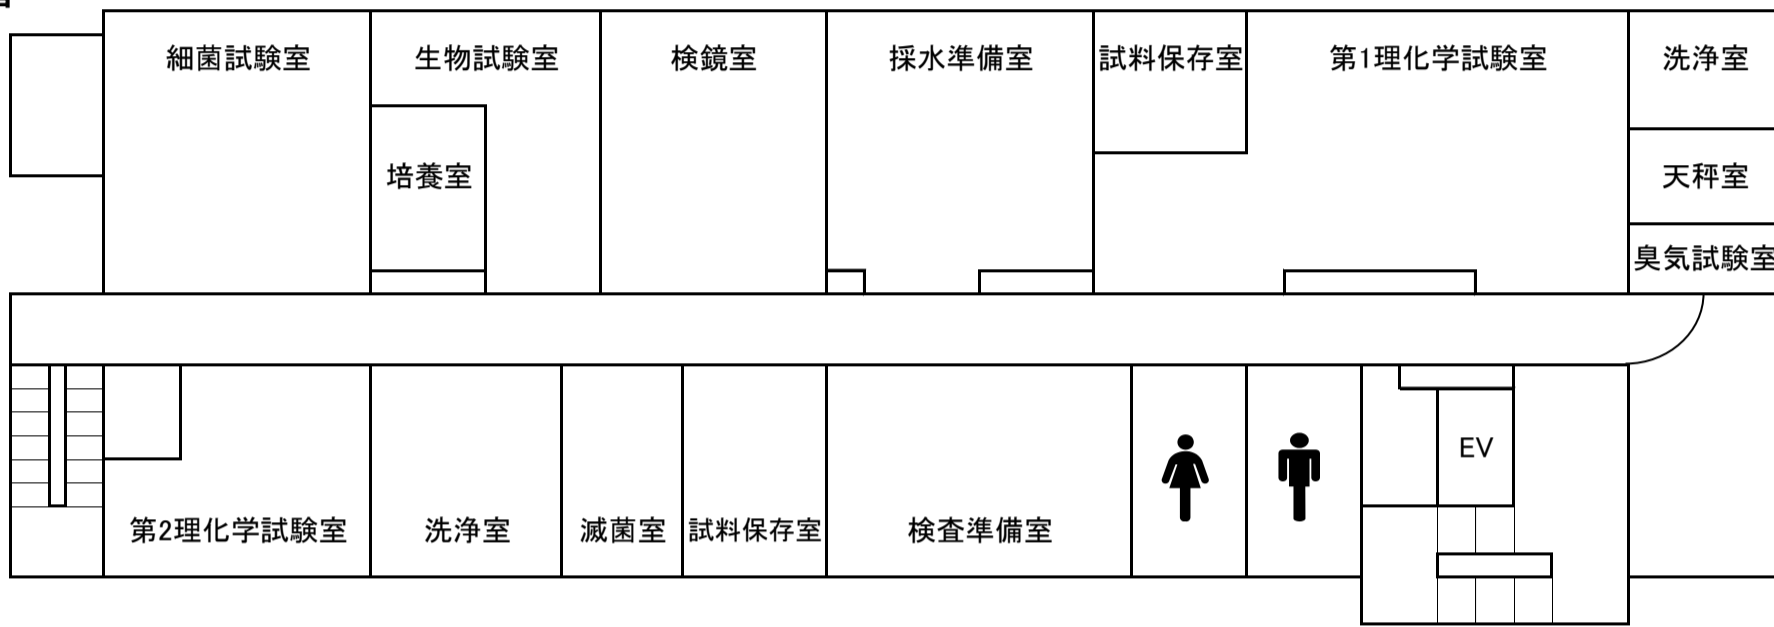 細菌試験室
生物試験室
検鏡室
採水準備室
試料保存室
第1理化学試験室
洗浄室
培養室
天秤室
臭気試験室
EV
第2理化学試験室
洗浄室
滅菌室
試料保存室
検査準備室